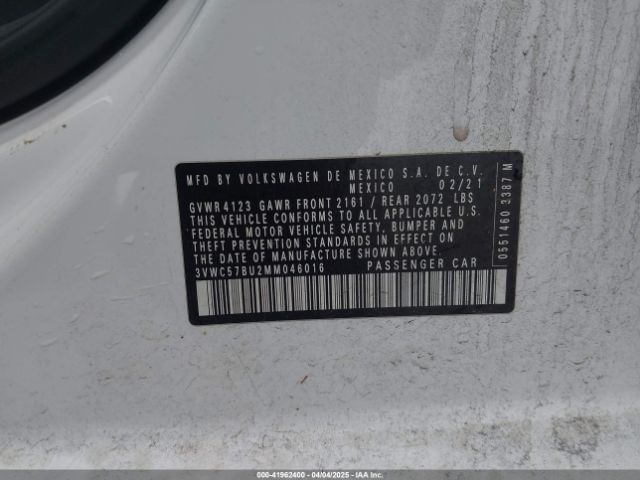 MFD BY VOLKSWAGEN DE MEXICO S.A. DE C.V.
MEXICO 02/21
GVWR 4123 GAWR FRONT 2161 / REAR 2072 LBS
THIS VEHICLE CONFORMS TO ALL APPLICABLE U.S.
FEDERAL MOTOR VEHICLE SAFETY, BUMPER AND
THEFT PREVENTION STANDARDS IN EFFECT ON
THE DATE OF MANUFACTURE SHOWN ABOVE.
3VWC57BU2MM046016 PASSENGER CAR
0551460 3387 M
000-41962400 - 04/04/2025 - IAAI.COM